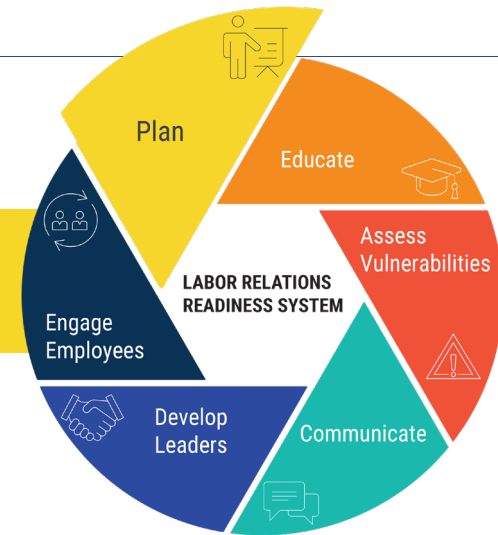 Plan
Educate
Assess
Vulnerabilities
LABOR RELATIONS
READINESS SYSTEM
Engage
Employees
Develop
Leaders
Communicate